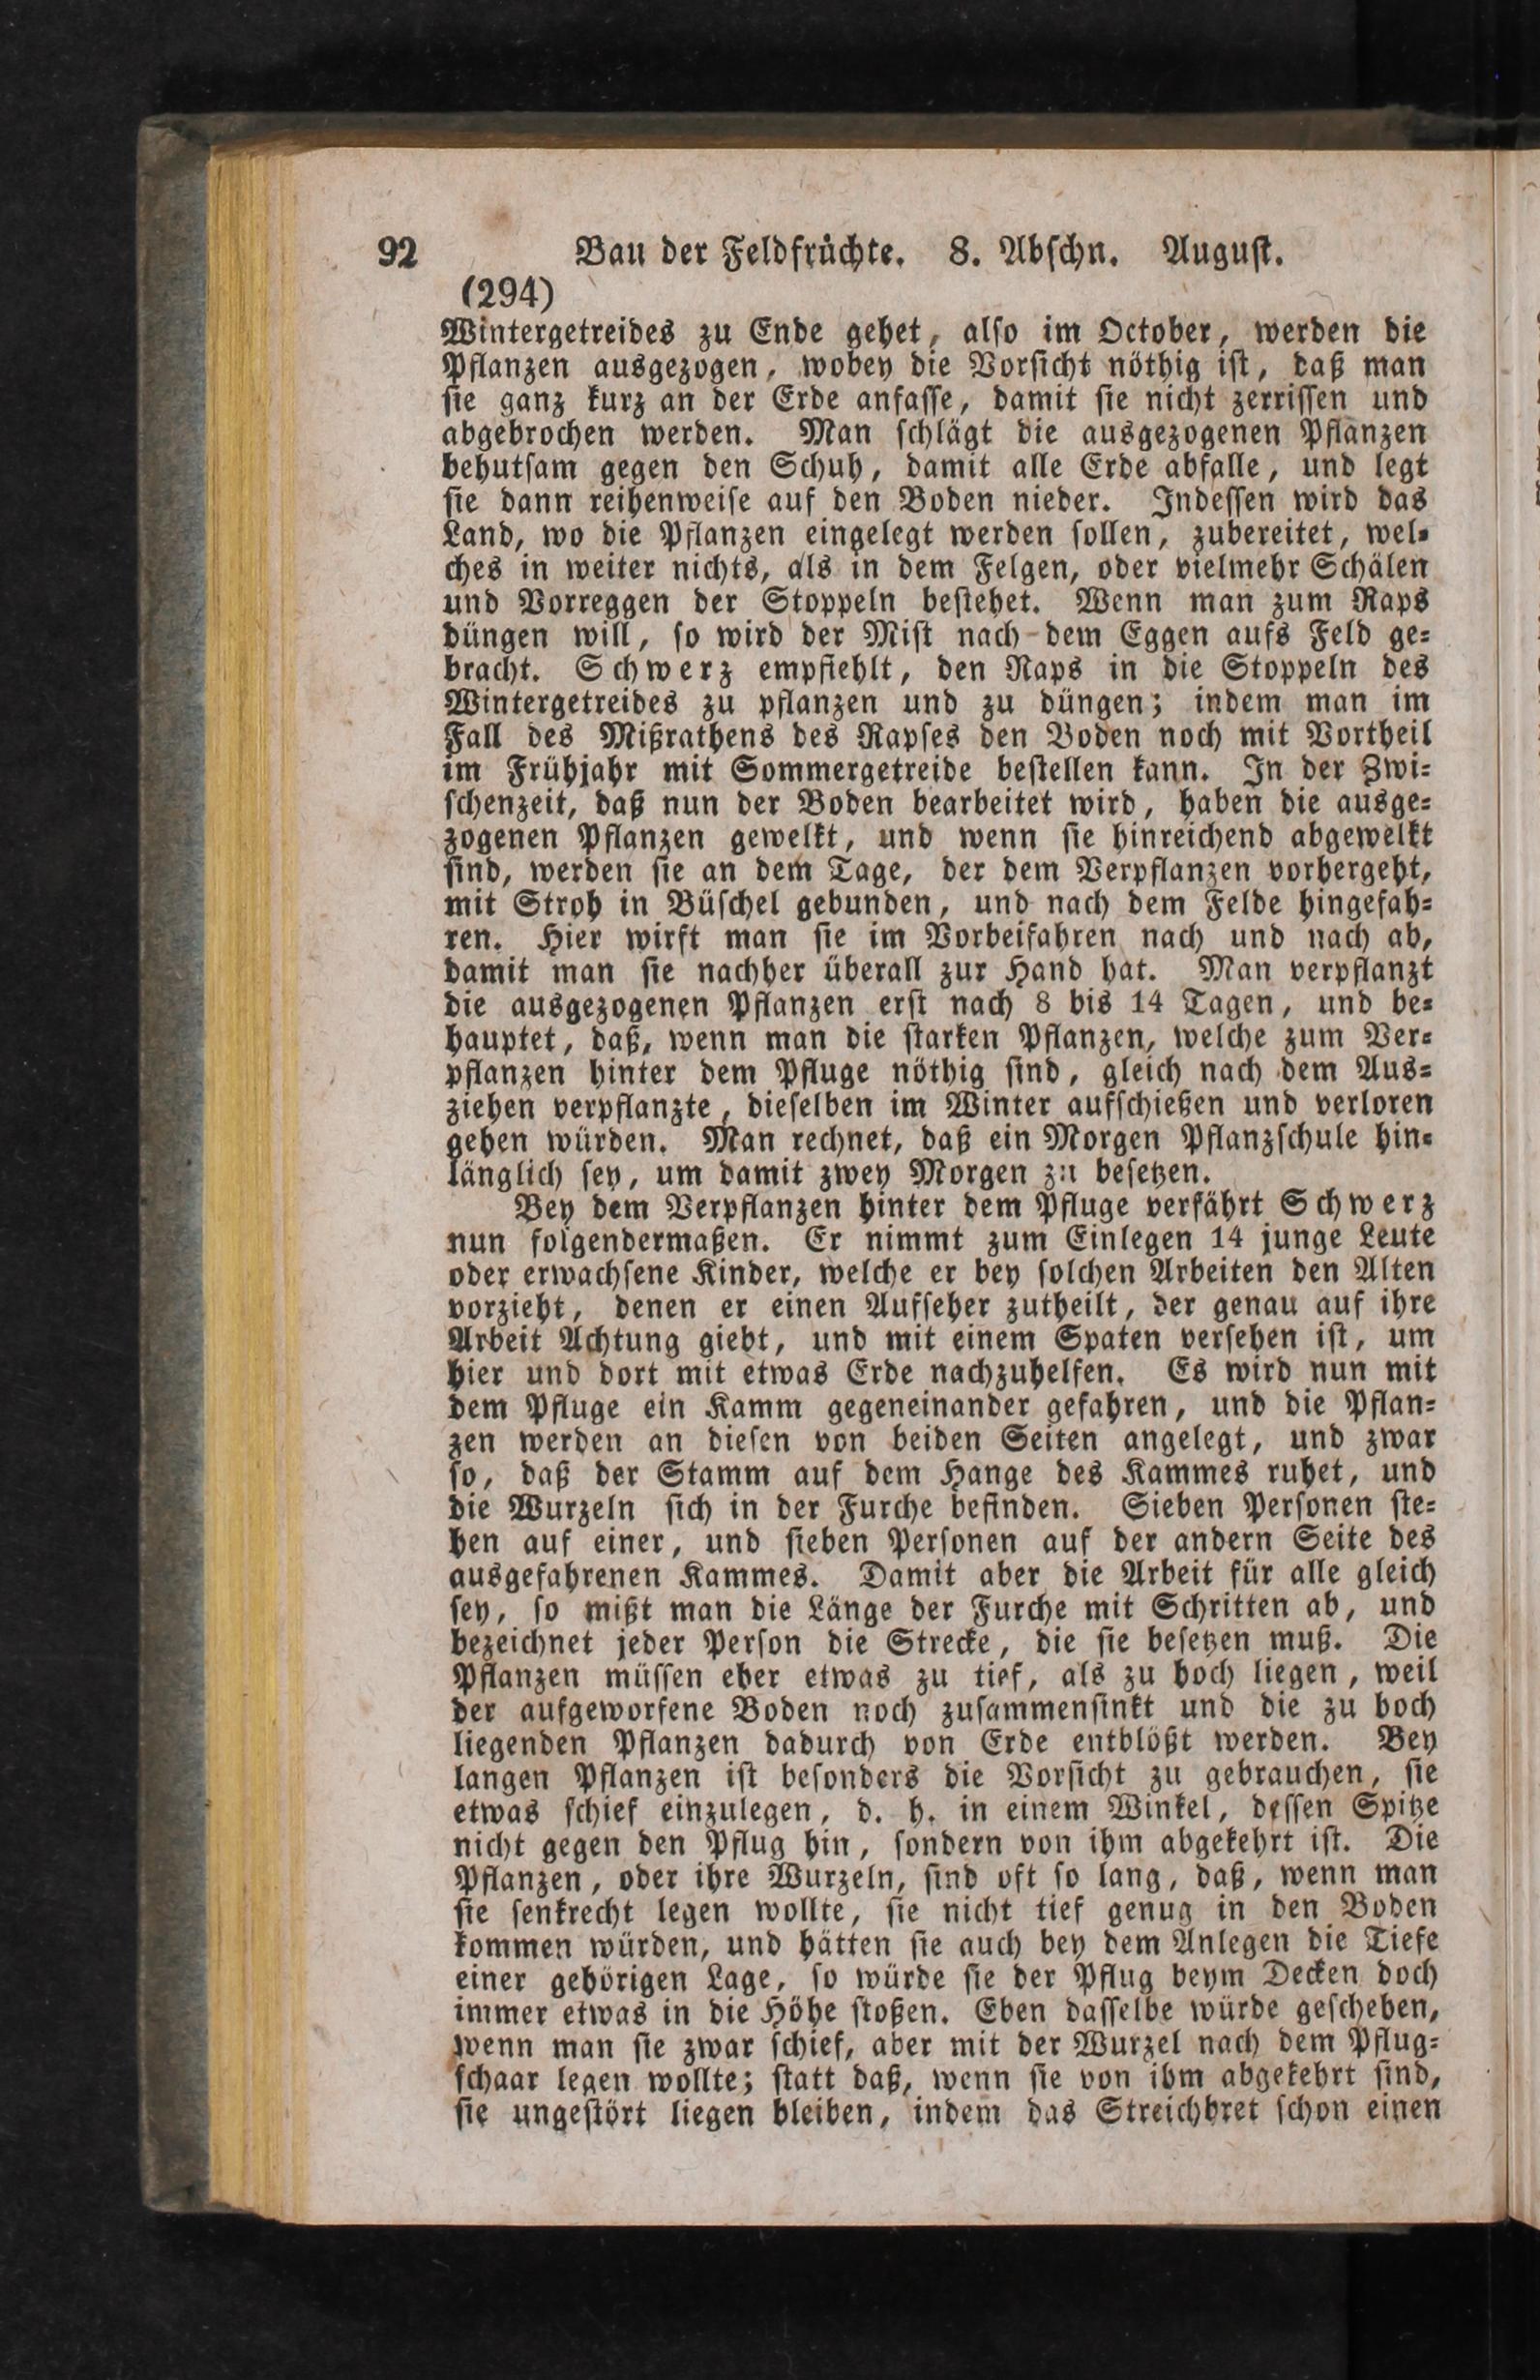 92 Bau der Feldfrüchte. 8. Abschn. August.
(294)
Wintergetreides zu Ende gehet, also im October, werden die
Pflanzen ausgezogen, wobey die Vorsicht nöthig ist, daß man
sie ganz kurz an der Erde anfasse, damit sie nicht zerrissen und
abgebrochen werden. Man schlägt die ausgezogenen Pflanzen
behutsam gegen den Schuh, damit alle Erde abfalle, und legt
sie dann reihenweise auf den Boden nieder. Indessen wird das
Land, wo die Pflanzen eingelegt werden sollen, zubereitet, wel-
ches in weiter nichts, als in dem Felgen, oder vielmehr Schälen
und Vorreggen der Stoppeln bestehet. Wenn man zum Raps
düngen will, so wird der Mist nach dem Eggen aufs Feld ge-
bracht. Schwerz empfiehlt, den Raps in die Stoppeln des
Wintergetreides zu pflanzen und zu düngen; indem man im
Fall des Mißrathens des Rapses den Boden noch mit Vortheil
im Frühjahr mit Sommergetreide bestellen kann. In der Zwi-
schenzeit, daß nun der Boden bearbeitet wird, haben die ausge-
zogenen Pflanzen gewelkt, und wenn sie hinreichend abgewelkt
sind, werden sie an dem Tage, der dem Verpflanzen vorhergeht,
mit Stroh in Büschel gebunden, und nach dem Felde hingefah-
ren. Hier wirft man sie im Vorbeifahren nach und nach ab,
damit man sie nachher überall zur Hand hat. Man verpflanzt
die ausgezogenen Pflanzen erst nach 8 bis 14 Tagen, und be-
hauptet, daß, wenn man die starken Pflanzen, welche zum Ver-
pflanzen hinter dem Pfluge nöthig sind, gleich nach dem Aus-
ziehen verpflanzte, dieselben im Winter aufschießen und verloren
gehen würden. Man rechnet, daß ein Morgen Pflanzschule hin-
länglich sey, um damit zwey Morgen zu besetzen.
Bey dem Verpflanzen hinter dem Pfluge verfährt Schwerz
nun folgendermaßen. Er nimmt zum Einlegen 14 junge Leute
oder erwachsene Kinder, welche er bey solchen Arbeiten den Alten
vorzieht, denen er einen Aufseher zutheilt, der genau auf ihre
Arbeit Achtung giebt, und mit einem Spaten versehen ist, um
hier und dort mit etwas Erde nachzuhelfen. Es wird nun mit
dem Pfluge ein Kamm gegeneinander gefahren, und die Pflan-
zen werden an diesen von beiden Seiten angelegt, und zwar
so, daß der Stamm auf dem Hange des Kammes ruhet, und
die Wurzeln sich in der Furche befinden. Sieben Personen ste-
hen auf einer, und sieben Personen auf der andern Seite des
ausgefahrenen Kammes. Damit aber die Arbeit für alle gleich
sey, so mißt man die Länge der Furche mit Schritten ab, und
bezeichnet jeder Person die Strecke, die sie besetzen muß. Die
Pflanzen müssen eher etwas zu tief, als zu hoch liegen, weil
der aufgeworfene Boden noch zusammensinkt und die zu hoch
liegenden Pflanzen dadurch von Erde entblößt werden. Bey
langen Pflanzen ist besonders die Vorsicht zu gebrauchen, sie
etwas schief einzulegen, d. h. in einem Winkel, dessen Spitze
nicht gegen den Pflug hin, sondern von ihm abgekehrt ist. Die
Pflanzen, oder ihre Wurzeln, sind oft so lang, daß, wenn man
sie senkrecht legen wollte, sie nicht tief genug in den Boden
kommen würden, und hätten sie auch bey dem Anlegen die Tiefe
einer gehörigen Lage, so würde sie der Pflug beym Decken doch
immer etwas in die Höhe stoßen. Eben dasselbe würde geschehen,
wenn man sie zwar schief, aber mit der Wurzel nach dem Pflug-
schaar legen wollte; statt daß, wenn sie von ihm abgekehrt sind,
sie ungestört liegen bleiben, indem das Streichbret schon einen